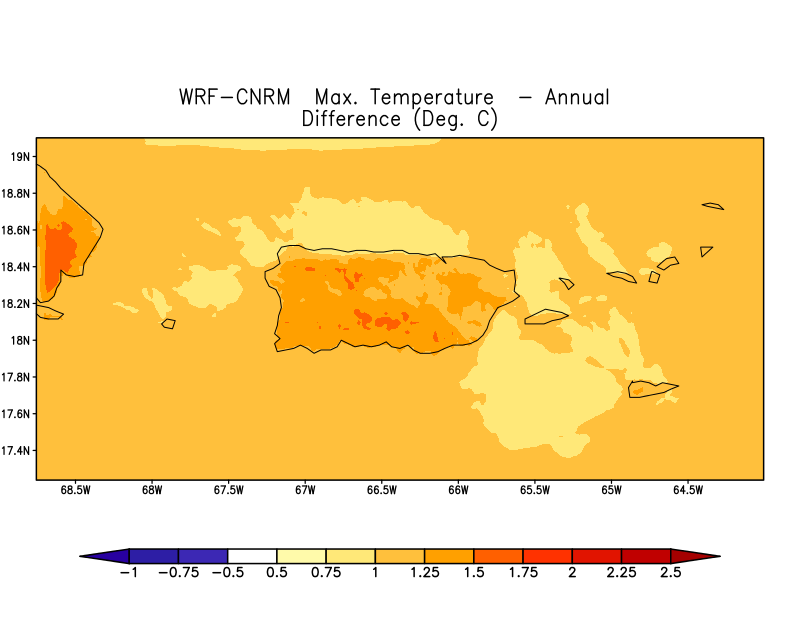 WRF-CNRM Max. Temperature - Annual
Difference (Deg. C)
19N
18.8N
18.6N
18.4N
18.2N
18N
17.8N
17.6N
17.4N
68.5W 68W 67.5W 67W 66.5W 66W 65.5W 65W 64.5W
-1 -0.75 -0.5 0.5 0.75 1 1.25 1.5 1.75 2 2.25 2.5